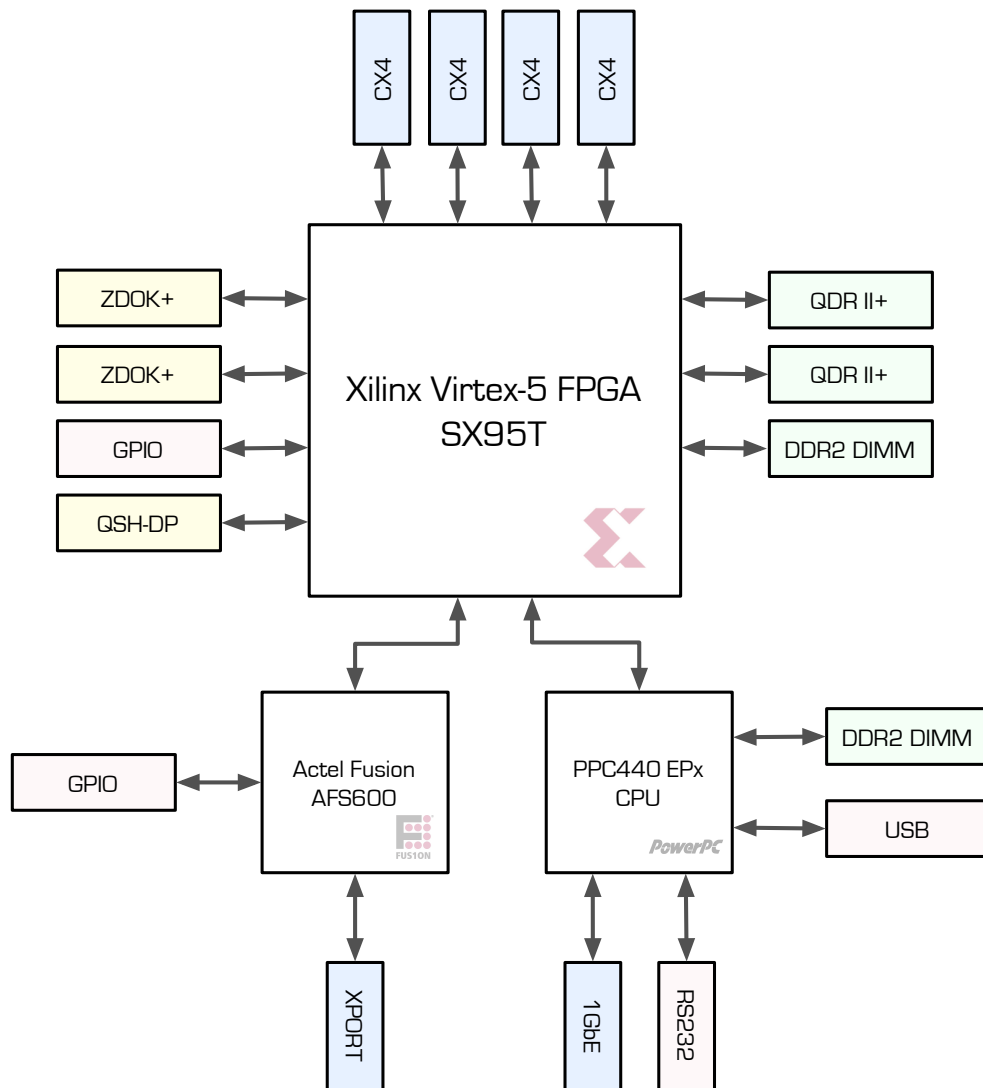 CX4
CX4
CX4
CX4
ZDOK+
ZDOK+
GPIO
QSH-DP
Xilinx Virtex-5 FPGA
SX95T
QDR II+
QDR II+
DDR2 DIMM
GPIO
Actel Fusion
AFS600
FUSION
PPC440 EPx
CPU
PowerPC
DDR2 DIMM
USB
XPORT
1GbE
RS232